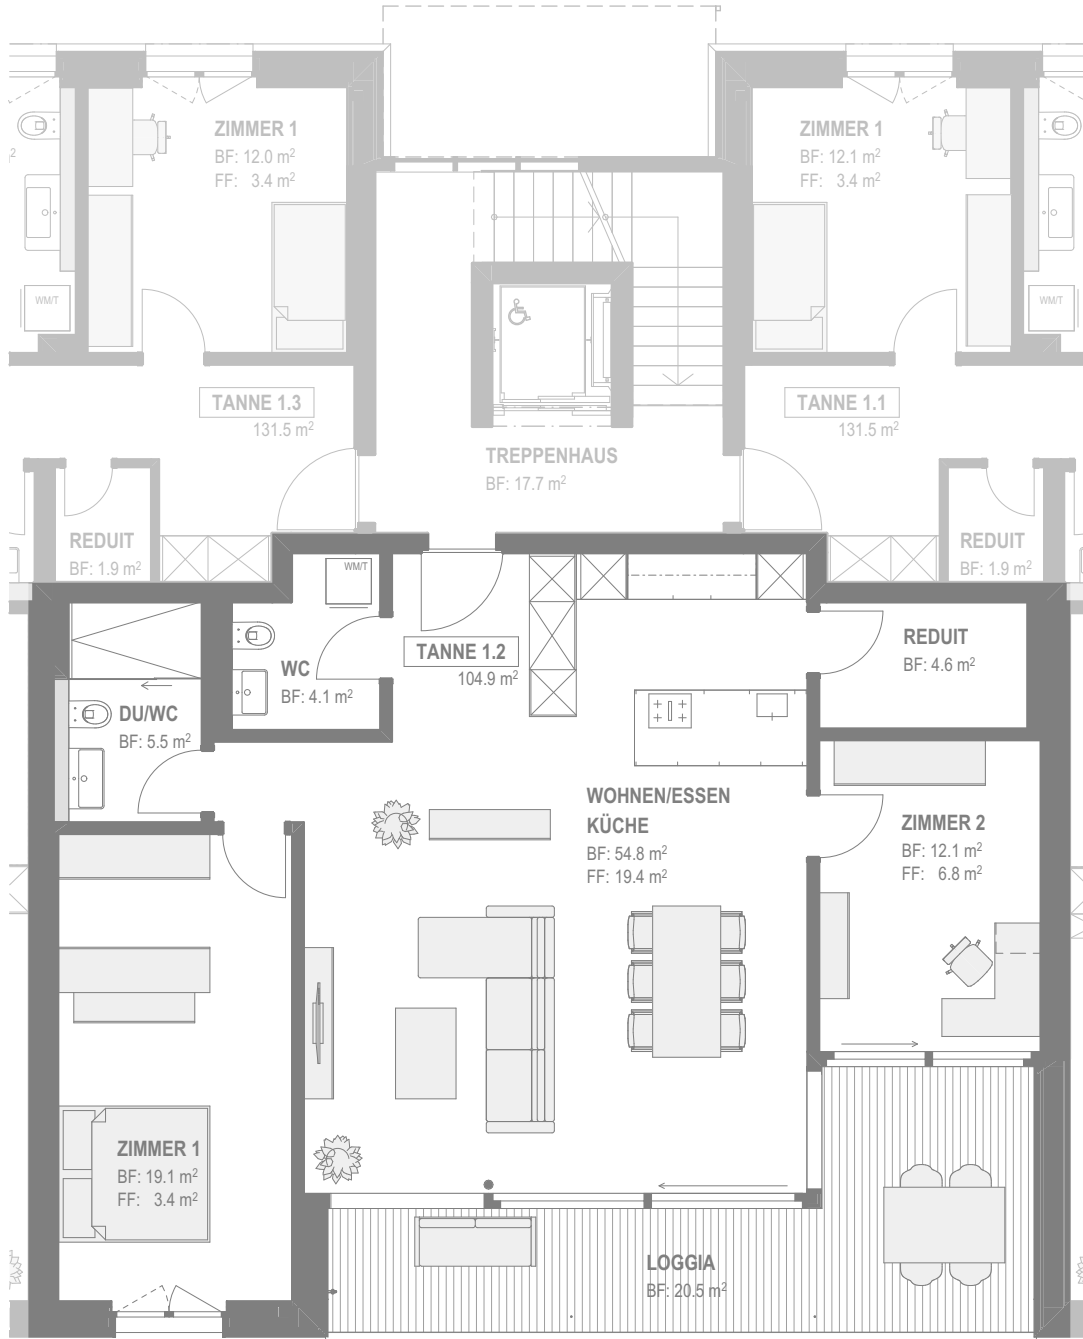 ZIMMER 1
BF: 12.0 m²
FF: 3.4 m²
ZIMMER 1
BF: 12.1 m²
FF: 3.4 m²
WM/T
WM/T
TANNE 1.3
131.5 m²
TANNE 1.1
131.5 m²
TREPPENHAUS
BF: 17.7 m²
REDUIT
BF: 1.9 m²
REDUIT
BF: 1.9 m²
WM/T
TANNE 1.2
104.9 m²
REDUIT
BF: 4.6 m²
WC
BF: 4.1 m²
DU/WC
BF: 5.5 m²
WOHNEN/ESSEN
KÜCHE
BF: 54.8 m²
FF: 19.4 m²
ZIMMER 2
BF: 12.1 m²
FF: 6.8 m²
ZIMMER 1
BF: 19.1 m²
FF: 3.4 m²
LOGGIA
BF: 20.5 m²